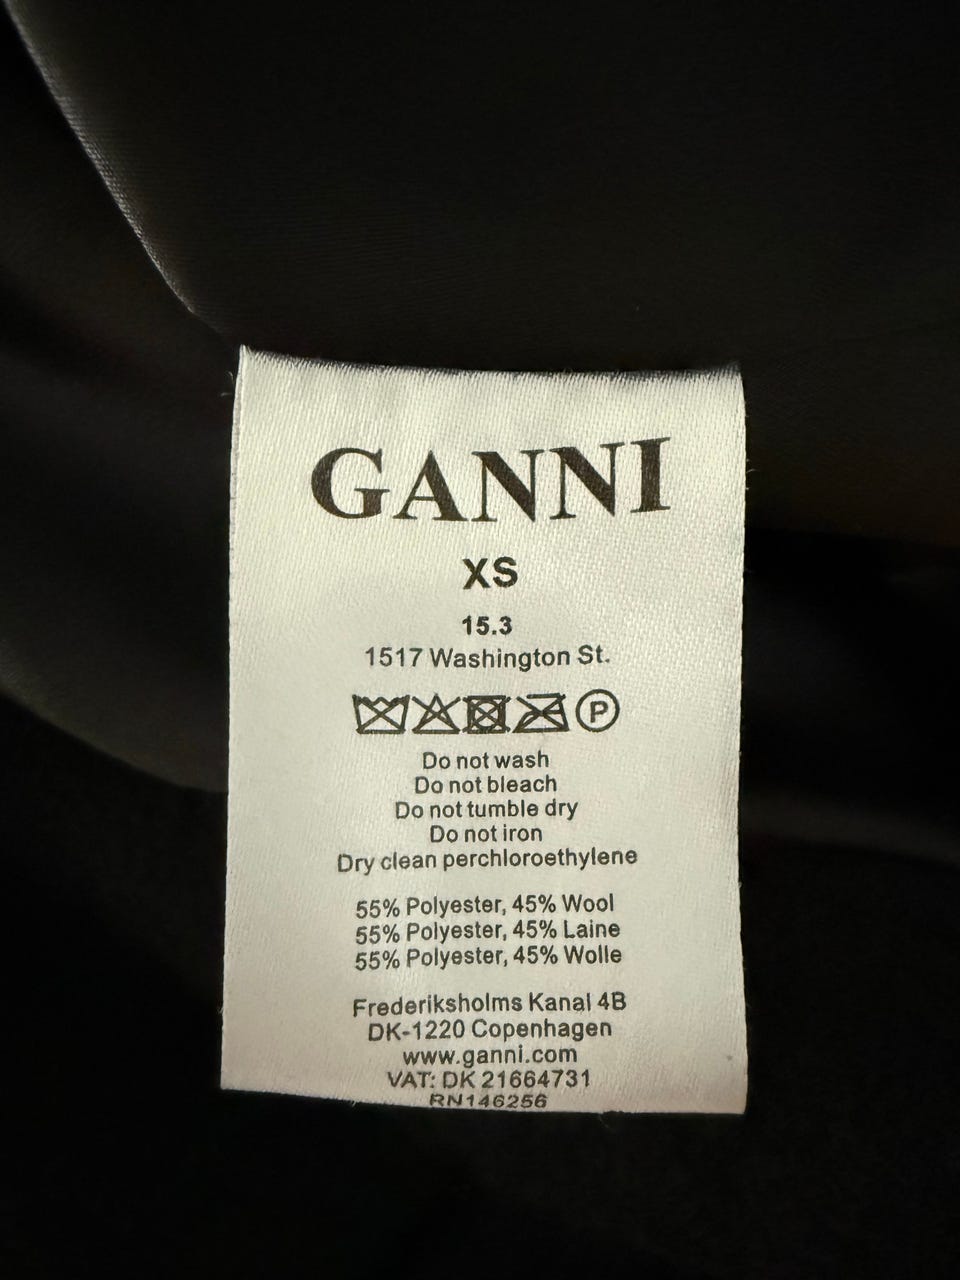 GANNI
XS
15.3
1517 Washington St.
P
Do not wash
Do not bleach
Do not tumble dry
Do not iron
Dry clean perchloroethylene
55% Polyester, 45% Wool
55% Polyester, 45% Laine
55% Polyester, 45% Wolle
Frederiksholms Kanal 4B
DK-1220 Copenhagen
www.ganni.com
VAT: DK 21664731
RN146256